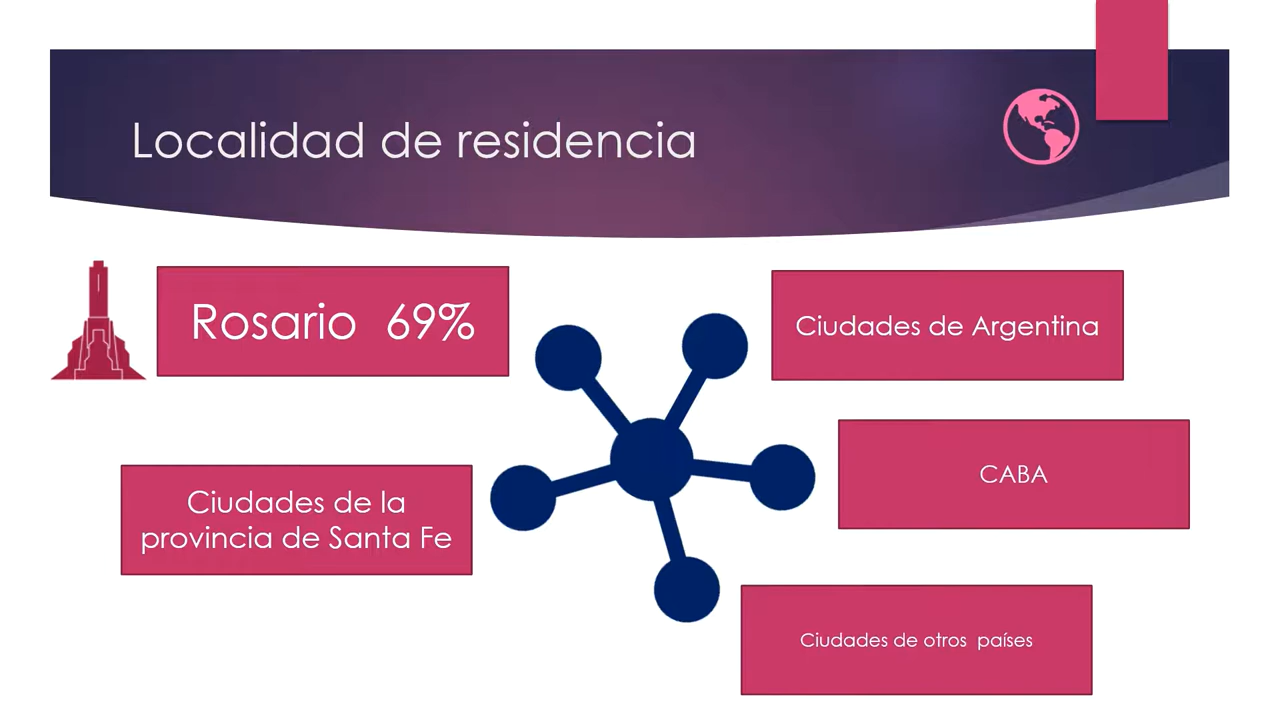 Localidad de residencia
Rosario  69%
Ciudades de Argentina
CABA
Ciudades de la
provincia de Santa Fe
Ciudades de otros  países